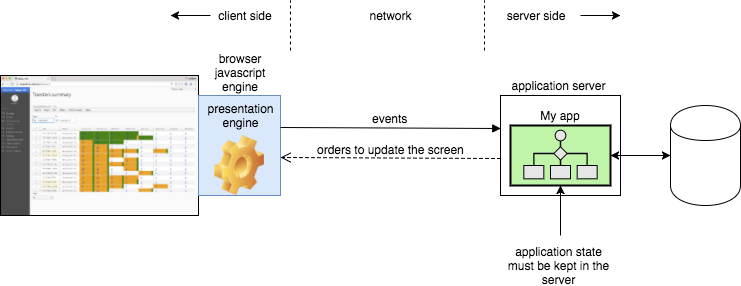 client side
network
server side
browser
javascript
engine
application server
Transfers summary
presentation
engine
My app
events
orders to update the screen
application state
must be kept in the
server